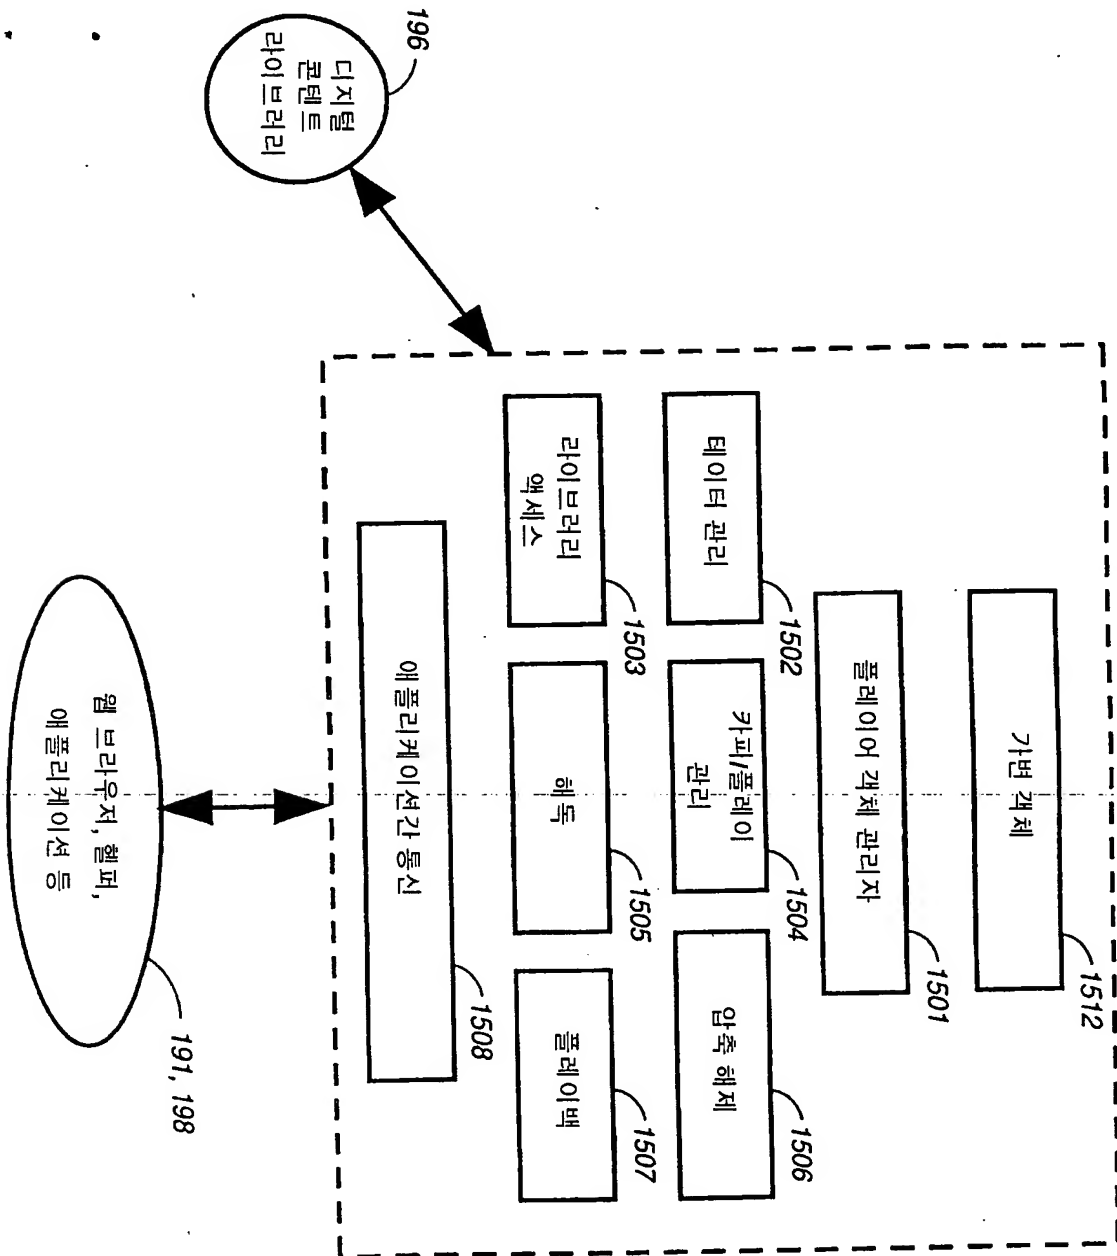 가변 객체
1512
플레이어 객체 관리자
1501
테이터 관리
1502
카피/플레이
관리
1504
압축 해제
1506
196
디지털
콘텐트
라이브러리
라이브러리
액세스
1503
해독
1505
플레이백
1507
애플리케이션간 통신
1508
웹 브라우저, 핼퍼,
애플리케이션 등
191, 198